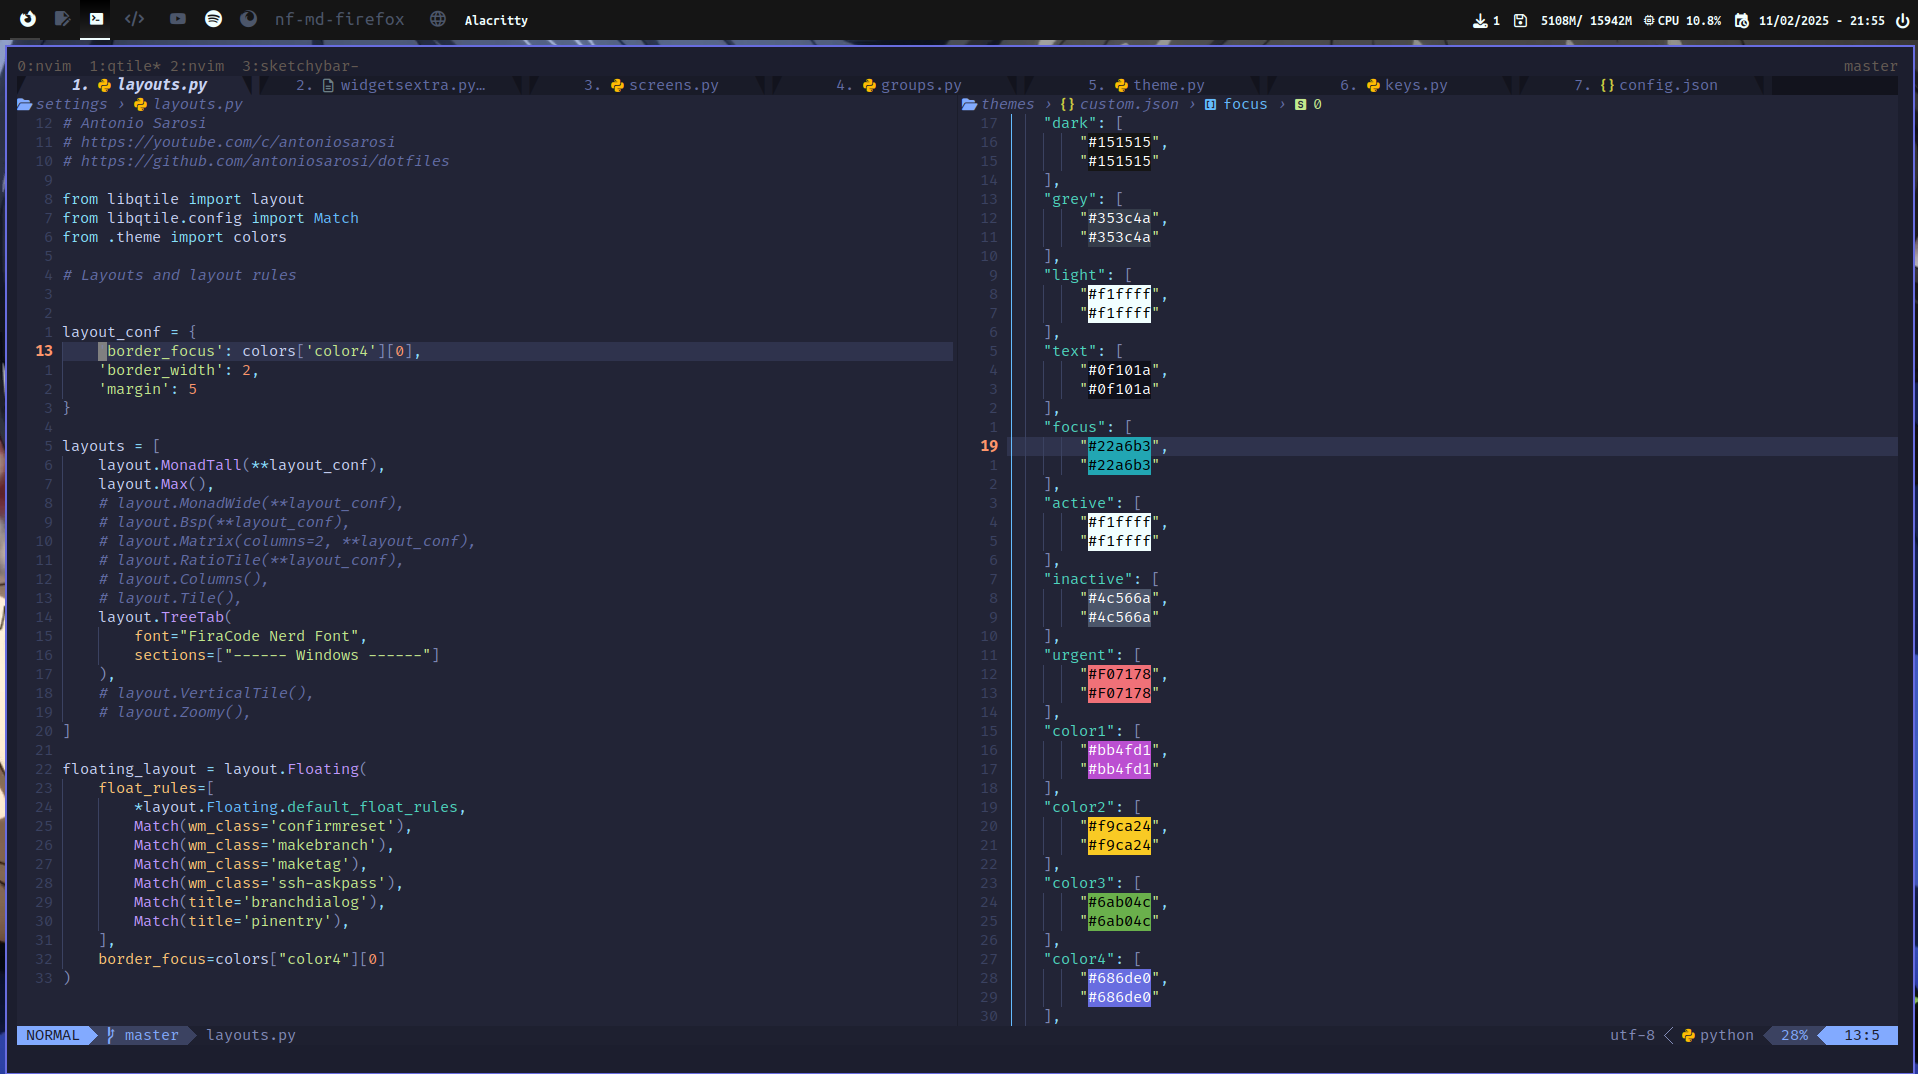 nf-md-firefox Alacritty 1 5108M/ 15942M CPU 10.8% 11/02/2025 - 21:55
0:nvim 1:qtile* 2:nvim 3:sketchybar- master
1. layouts.py 2. widgetsextra.py… 3. screens.py 4. groups.py 5. theme.py 6. keys.py 7. {} config.json
settings › layouts.py
12 # Antonio Sarosi
11 # https://youtube.com/c/antoniosarosi
10 # https://github.com/antoniosarosi/dotfiles
9
8 from libqtile import layout
7 from libqtile.config import Match
6 from .theme import colors
5
4 # Layouts and layout rules
3
2
1 layout_conf = {
13 border_focus': colors['color4'][0],
1 'border_width': 2,
2 'margin': 5
3 }
4
5 layouts = [
6 layout.MonadTall(**layout_conf),
7 layout.Max(),
8 # layout.MonadWide(**layout_conf),
9 # layout.Bsp(**layout_conf),
10 # layout.Matrix(columns=2, **layout_conf),
11 # layout.RatioTile(**layout_conf),
12 # layout.Columns(),
13 # layout.Tile(),
14 layout.TreeTab(
15 font="FiraCode Nerd Font",
16 sections=["------ Windows ------"]
17 ),
18 # layout.VerticalTile(),
19 # layout.Zoomy(),
20 ]
21
22 floating_layout = layout.Floating(
23 float_rules=[
24 *layout.Floating.default_float_rules,
25 Match(wm_class='confirmreset'),
26 Match(wm_class='makebranch'),
27 Match(wm_class='maketag'),
28 Match(wm_class='ssh-askpass'),
29 Match(title='branchdialog'),
30 Match(title='pinentry'),
31 ],
32 border_focus=colors["color4"][0]
33 )
themes › {} custom.json › focus › 0
17 "dark": [
16 "#151515",
15 "#151515"
14 ],
13 "grey": [
12 "#353c4a",
11 "#353c4a"
10 ],
9 "light": [
8 "#f1ffff",
7 "#f1ffff"
6 ],
5 "text": [
4 "#0f101a",
3 "#0f101a"
2 ],
1 "focus": [
19 "#22a6b3",
1 "#22a6b3"
2 ],
3 "active": [
4 "#f1ffff",
5 "#f1ffff"
6 ],
7 "inactive": [
8 "#4c566a",
9 "#4c566a"
10 ],
11 "urgent": [
12 "#F07178",
13 "#F07178"
14 ],
15 "color1": [
16 "#bb4fd1",
17 "#bb4fd1"
18 ],
19 "color2": [
20 "#f9ca24",
21 "#f9ca24"
22 ],
23 "color3": [
24 "#6ab04c",
25 "#6ab04c"
26 ],
27 "color4": [
28 "#686de0",
29 "#686de0"
30 ],
NORMAL master layouts.py utf-8 python 28% 13:5